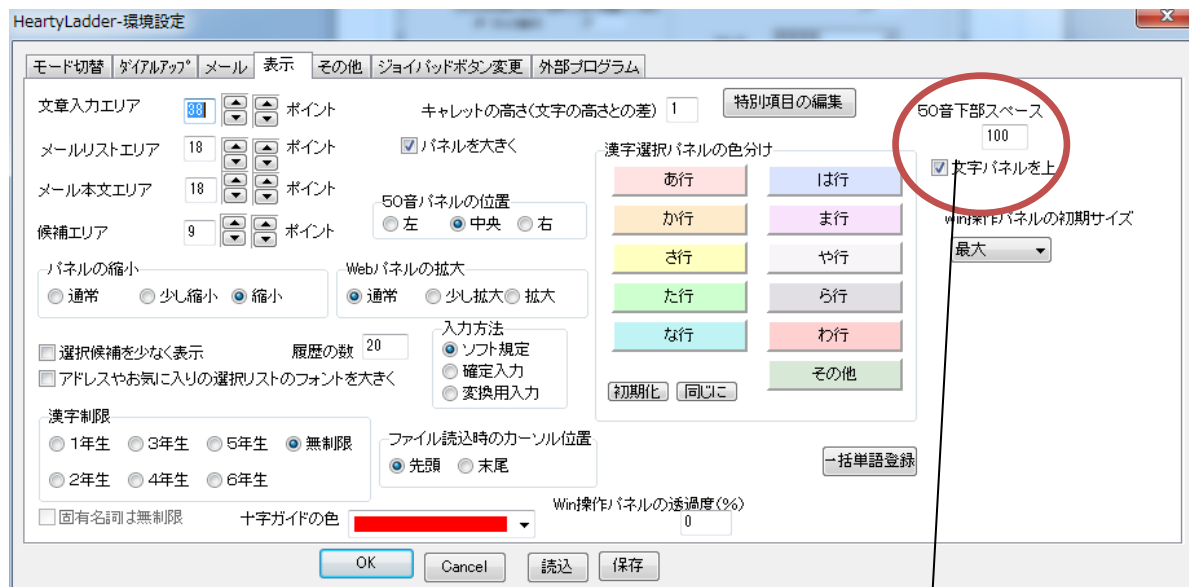 HeartyLadder-環境設定
モード切替 ダイアルアップ メール 表示 その他 ジョイパッドボタン変更 外部プログラム
文章入力エリア 38 ポイント
キャレットの高さ(文字の高さとの差) 1 特別項目の編集
50音下部スペース
100
メールリストエリア 18 ポイント
パネルを大きく
漢字選択パネルの色分け
文字パネルを上
メール本文エリア 18 ポイント
あ行 は行
50音パネルの位置
左 中央 右
か行 ま行
win操作パネルの初期サイズ
最大
候補エリア 9 ポイント
さ行 や行
パネルの縮小
通常 少し縮小 縮小
Webパネルの拡大
通常 少し拡大 拡大
た行 ら行
な行 わ行
その他
初期化 同じに
選択候補を少なく表示
履歴の数 20
アドレスやお気に入りの選択リストのフォントを大きく
入力方法
ソフト規定
確定入力
変換用入力
漢字制限
1年生 3年生 5年生 無制限
2年生 4年生 6年生
ファイル読込時のカーソル位置
先頭 末尾
一括単語登録
固有名詞は無制限
十字ガイドの色
Win操作パネルの透過度(%)
0
OK Cancel 読込 保存